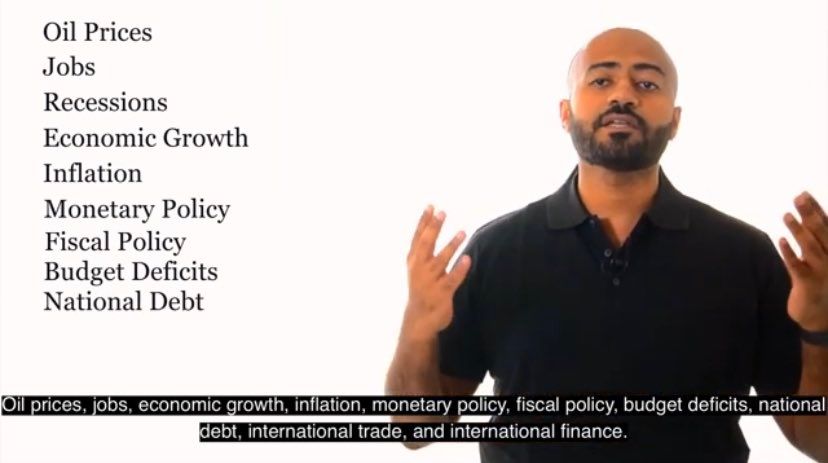 Oil Prices
Jobs
Recessions
Economic Growth
Inflation
Monetary Policy
Fiscal Policy
Budget Deficits
National Debt
Oil prices, jobs, economic growth, inflation, monetary policy, fiscal policy, budget deficits, national
debt, international trade, and international finance.